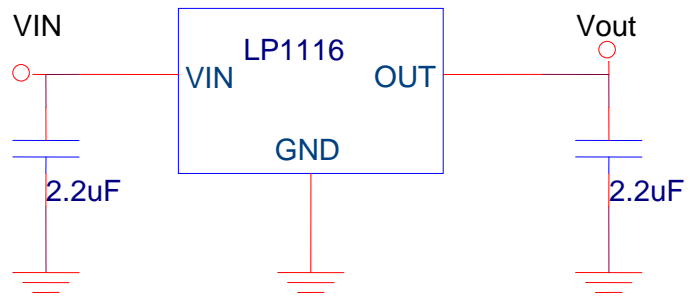 VIN
Vout
LP1116
VIN
OUT
GND
2.2uF
2.2uF